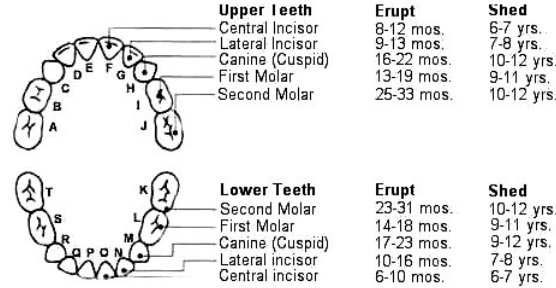 Upper Teeth Erupt Shed
Central Incisor 8-12 mos. 6-7 yrs.
Lateral Incisor 9-13 mos. 7-8 yrs.
Canine (Cuspid) 16-22 mos. 10-12 yrs.
First Molar 13-19 mos. 9-11 yrs.
Second Molar 25-33 mos. 10-12 yrs.
E F
D G
C H
B I
A J
T K
S L
R M
Q P O N
Lower Teeth Erupt Shed
Second Molar 23-31 mos. 10-12 yrs.
First Molar 14-18 mos. 9-11 yrs.
Canine (Cuspid) 17-23 mos. 9-12 yrs.
Lateral incisor 10-16 mos. 7-8 yrs.
Central incisor 6-10 mos. 6-7 yrs.